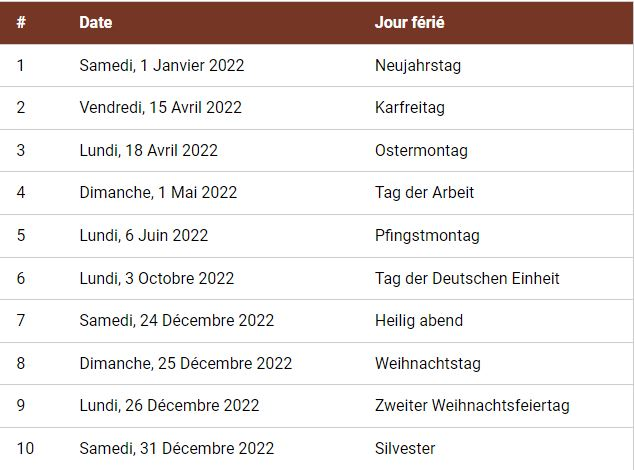 # Date Jour férié
1 Samedi, 1 Janvier 2022 Neujahrstag
2 Vendredi, 15 Avril 2022 Karfreitag
3 Lundi, 18 Avril 2022 Ostermontag
4 Dimanche, 1 Mai 2022 Tag der Arbeit
5 Lundi, 6 Juin 2022 Pfingstmontag
6 Lundi, 3 Octobre 2022 Tag der Deutschen Einheit
7 Samedi, 24 Décembre 2022 Heilig abend
8 Dimanche, 25 Décembre 2022 Weihnachtstag
9 Lundi, 26 Décembre 2022 Zweiter Weihnachtsfeiertag
10 Samedi, 31 Décembre 2022 Silvester